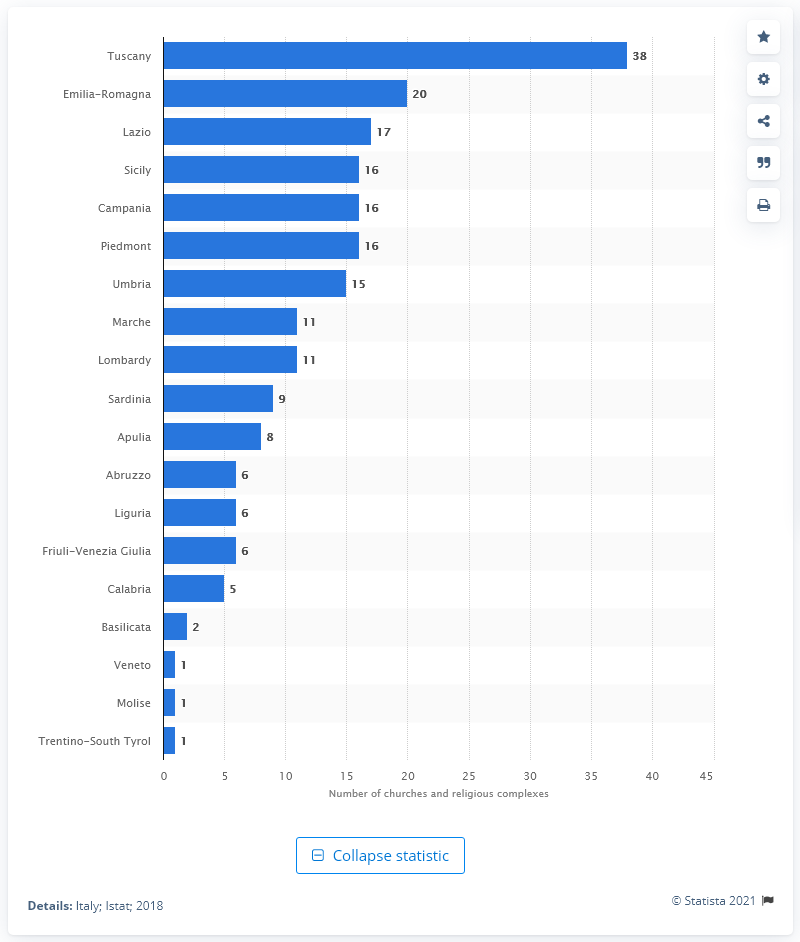 Tuscany 38
Emilia-Romagna 20
Lazio 17
Sicily 16
Campania 16
Piedmont 16
Umbria 15
Marche 11
Lombardy 11
Sardinia 9
Apulia 8
Abruzzo 6
Liguria 6
Friuli-Venezia Giulia 6
Calabria 5
Basilicata 2
Veneto 1
Molise 1
Trentino-South Tyrol 1
0 5 10 15 20 25 30 35 40 45
Number of churches and religious complexes
Collapse statistic
© Statista 2021
Details: Italy; Istat; 2018